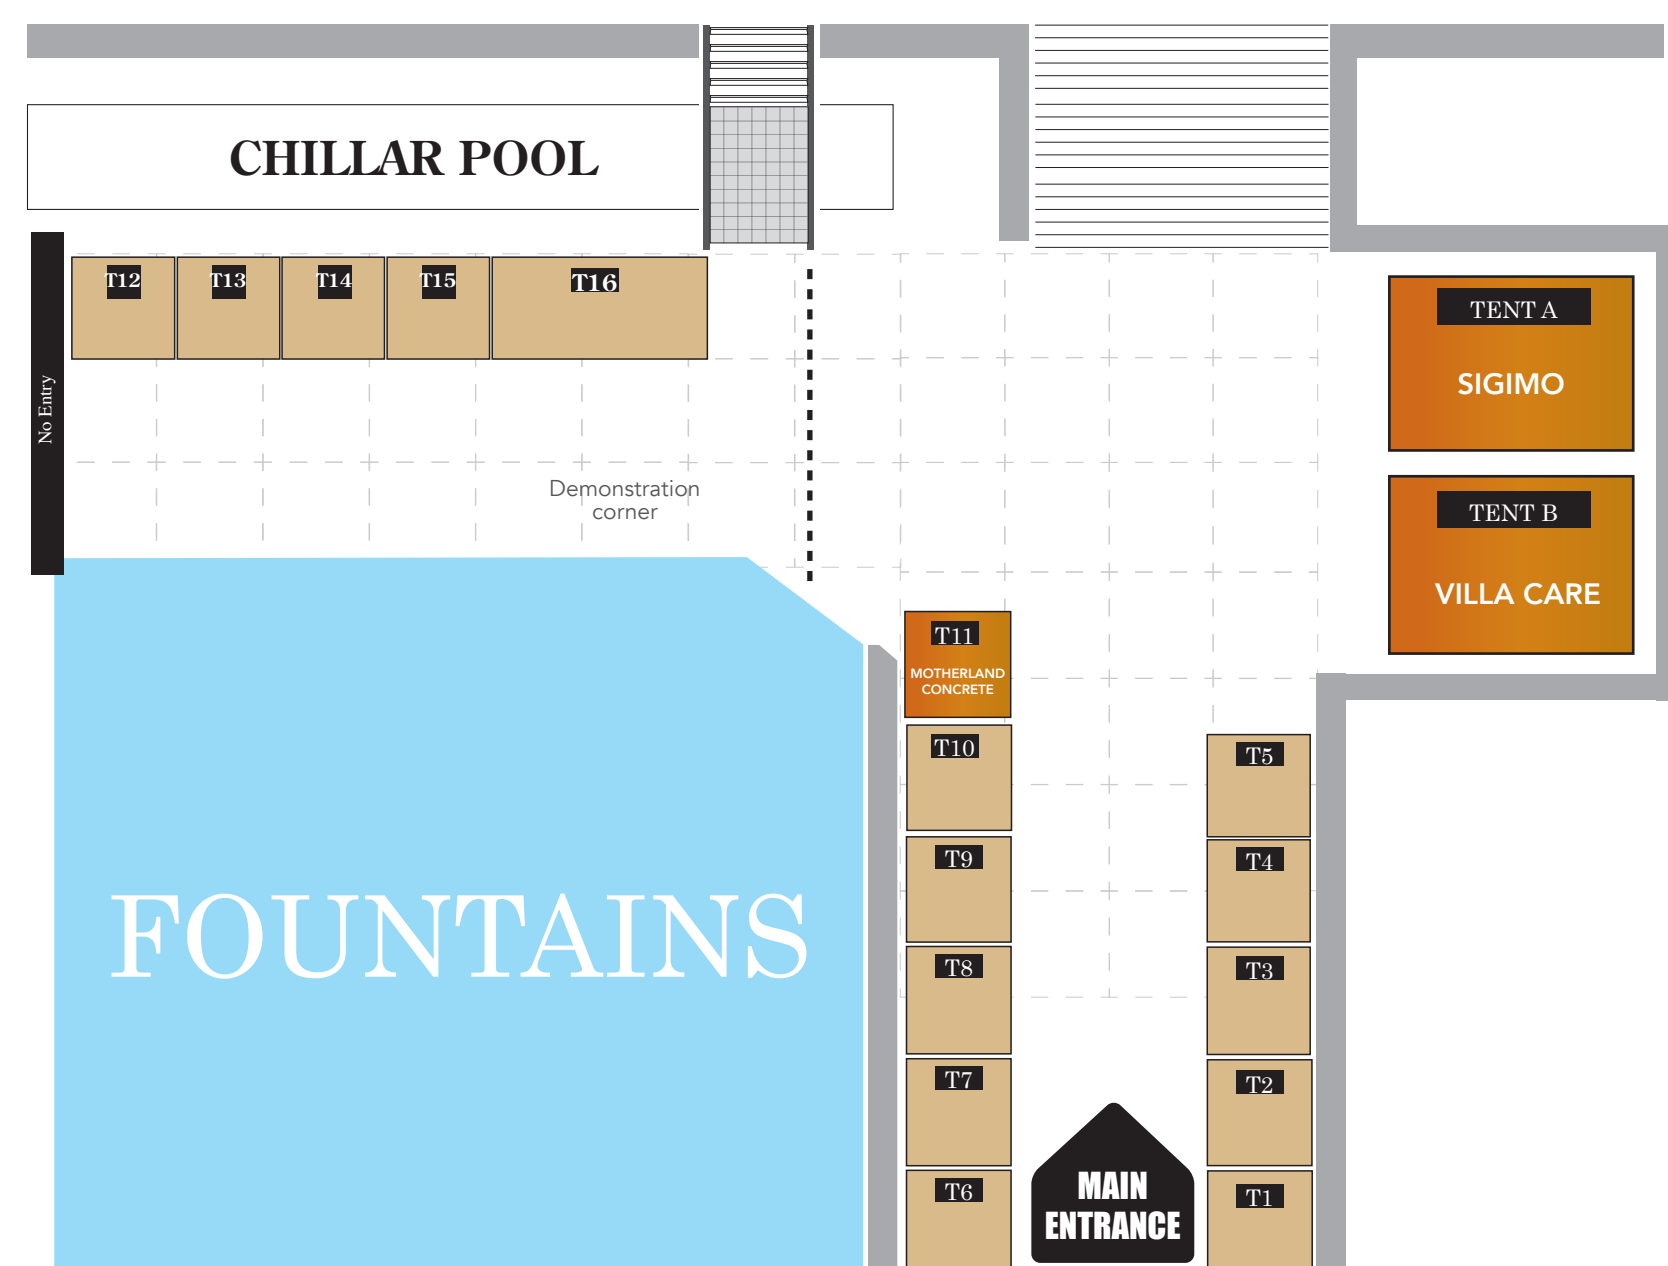 CHILLAR POOL
T12
T13
T14
T15
T16
No Entry
TENT A
SIGIMO
Demonstration
corner
TENT B
VILLA CARE
T11
MOTHERLAND
CONCRETE
T10
T5
T9
T4
FOUNTAINS
T8
T3
T7
T2
T6
T1
MAIN
ENTRANCE